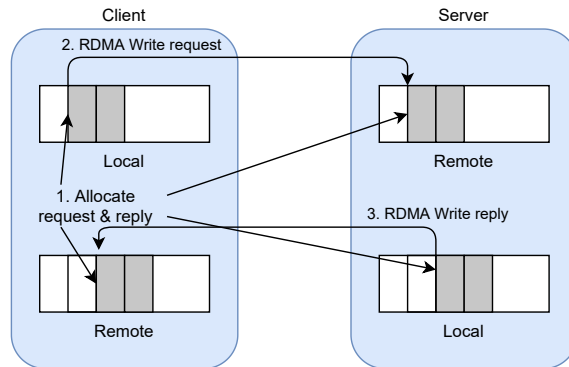 Client
Server
2. RDMA Write request
Local
Remote
1. Allocate
request & reply
3. RDMA Write reply
Remote
Local